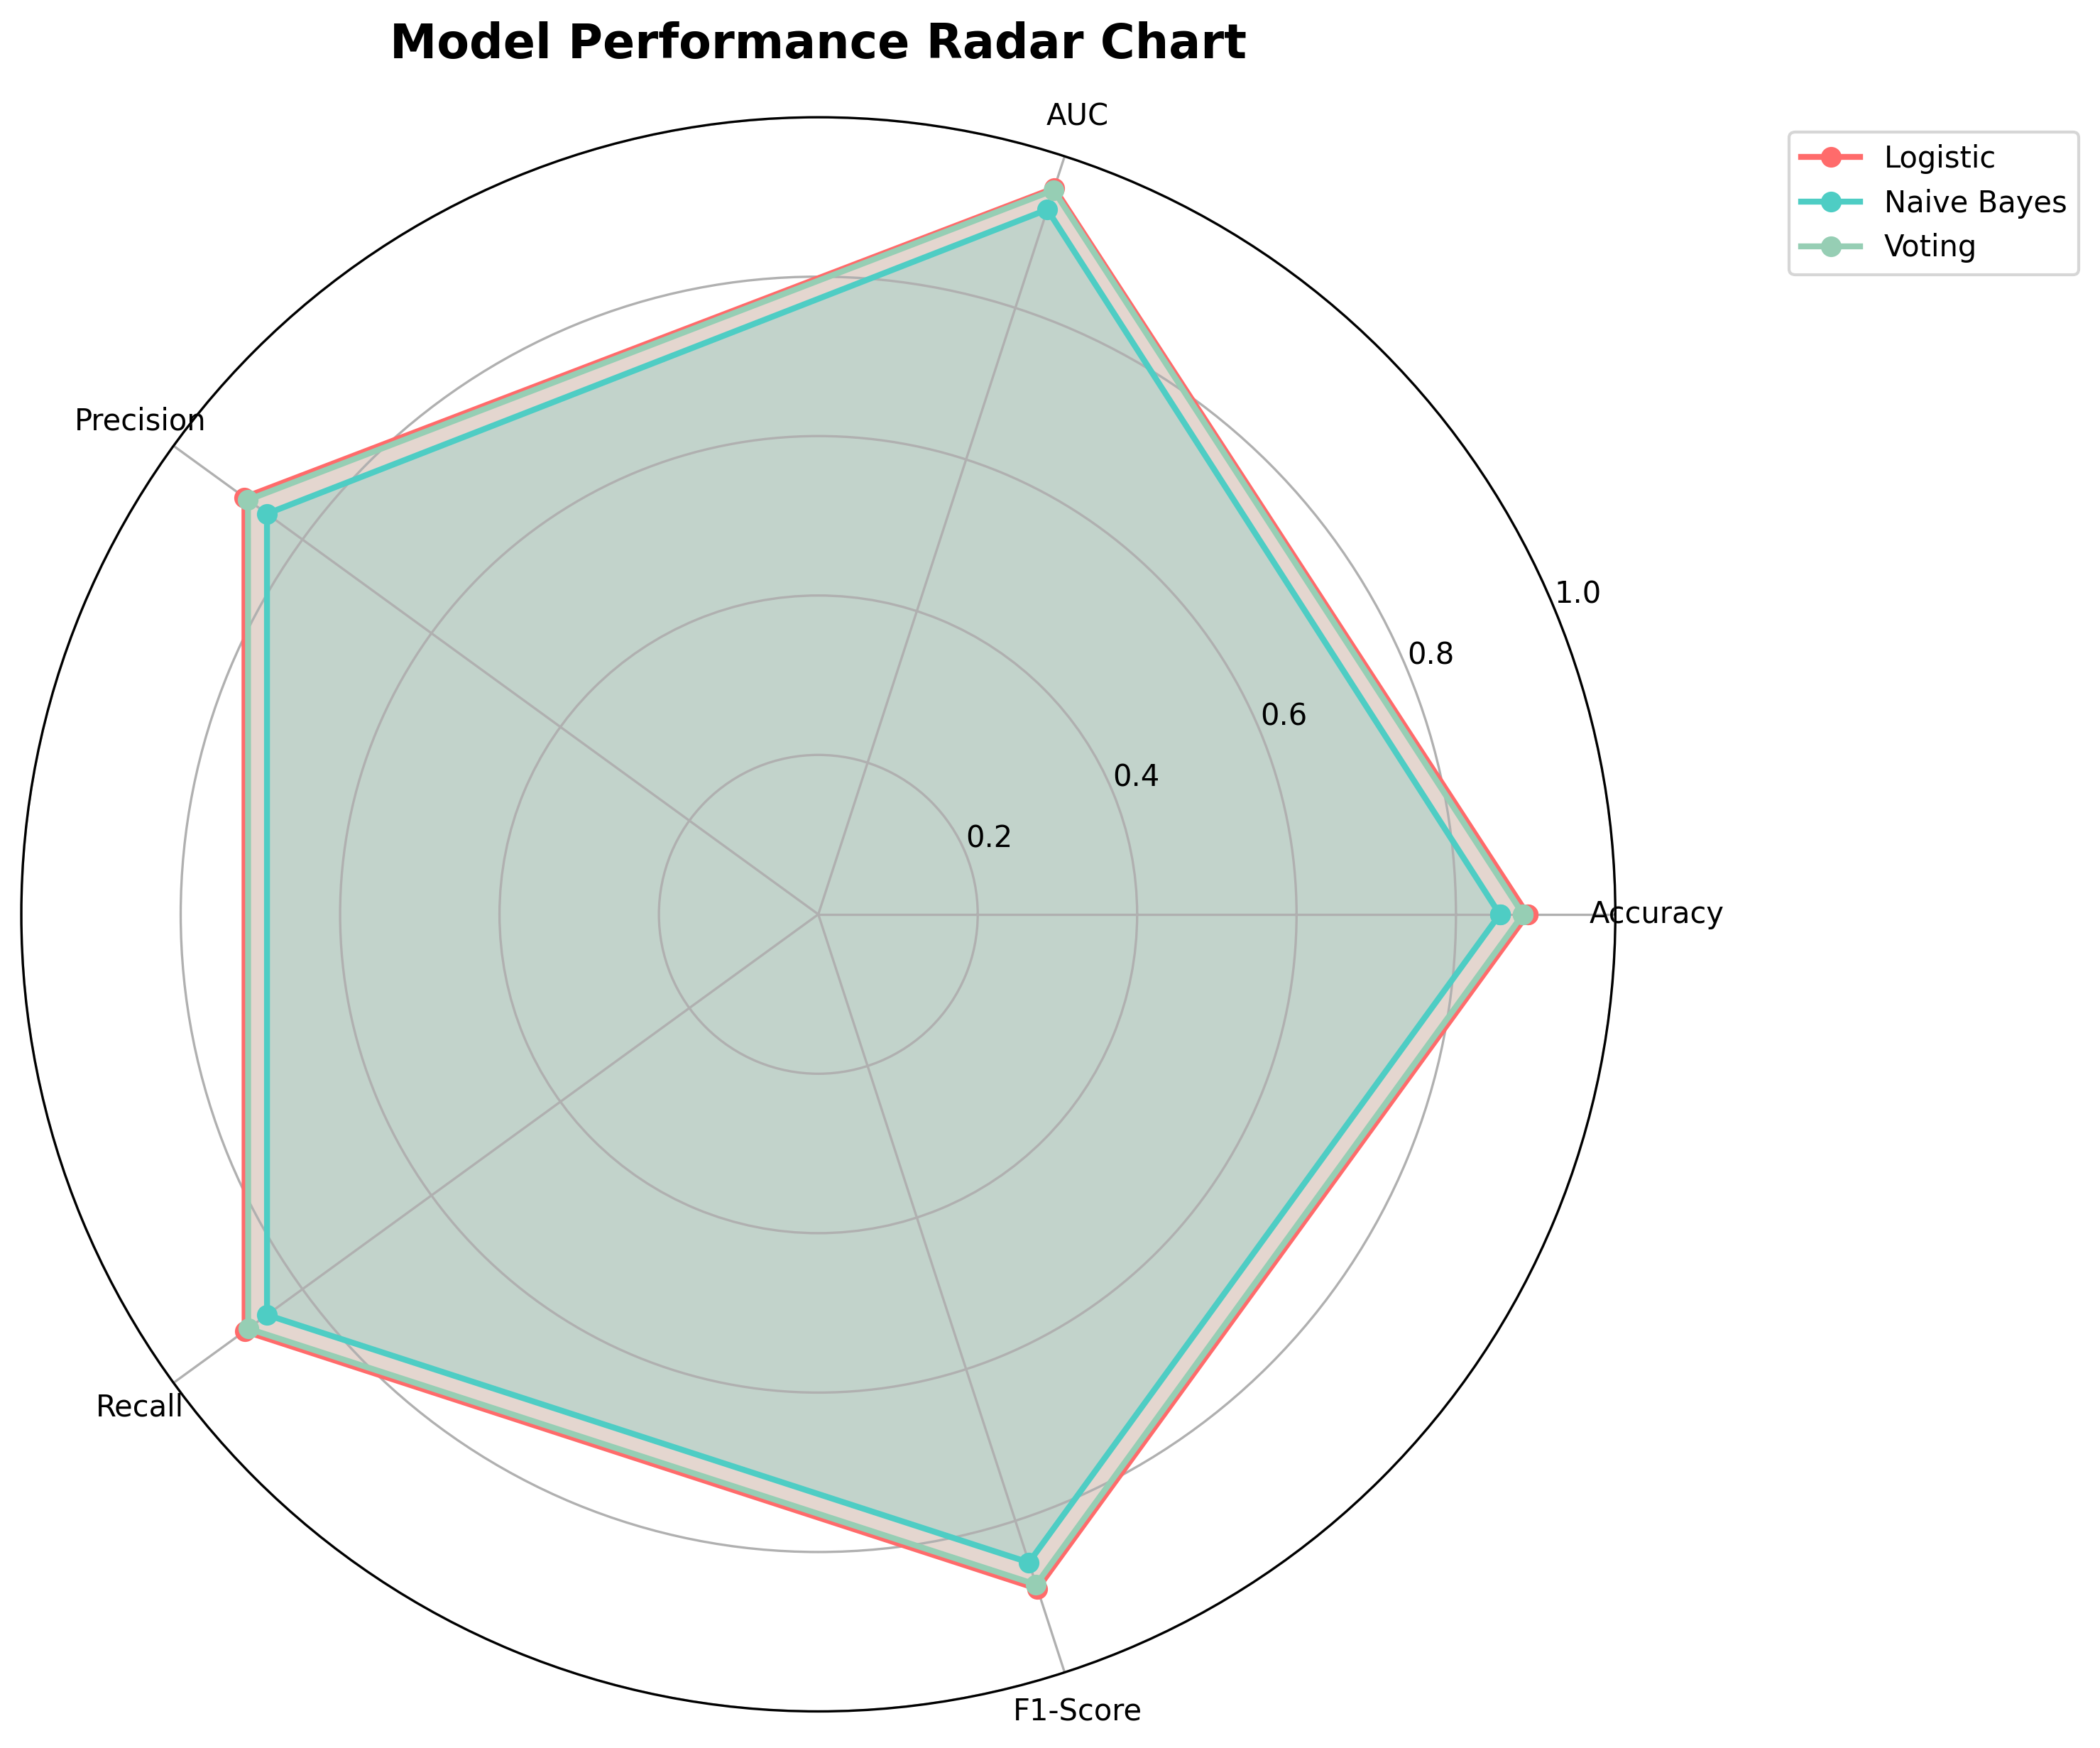 Model Performance Radar Chart
AUC
Logistic
Naive Bayes
Voting
Precision
1.0
0.8
0.6
0.4
0.2
Accuracy
Recall
F1-Score